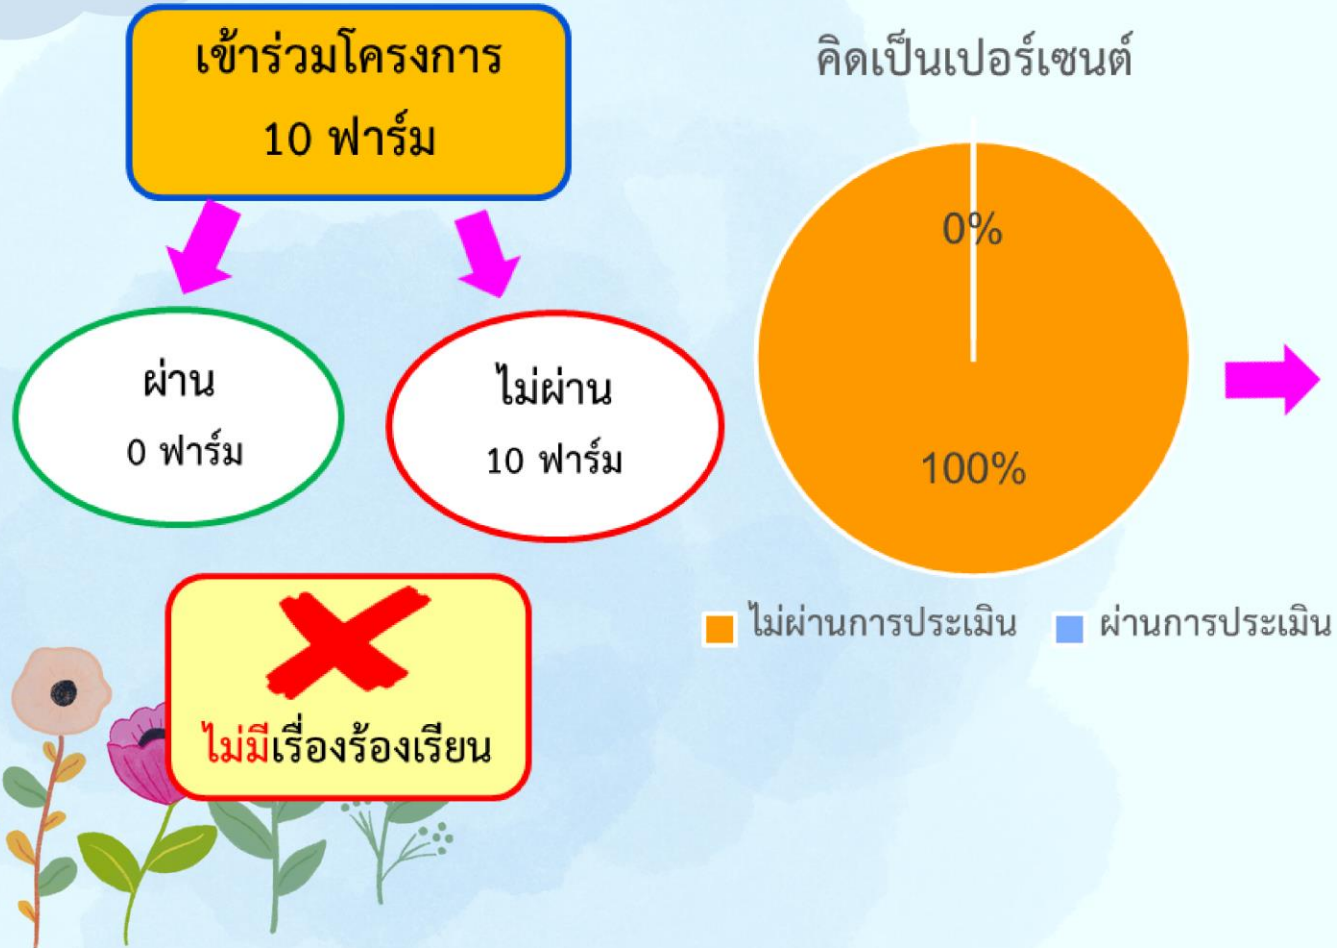 เข้าร่วมโครงการ
10 ฟาร์ม
ผ่าน
0 ฟาร์ม
ไม่ผ่าน
10 ฟาร์ม
ไม่มีเรื่องร้องเรียน
คิดเป็นเปอร์เซนต์
0%
100%
ไม่ผ่านการประเมิน
ผ่านการประเมิน